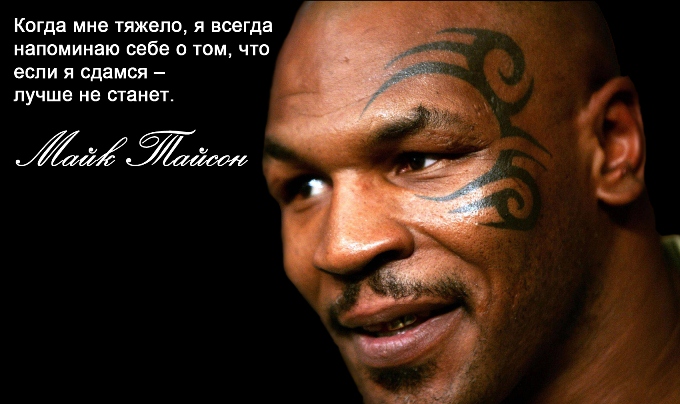 Когда мне тяжело, я всегда
напоминаю себе о том, что
если я сдамся –
лучше не станет.
Майк Тайсон